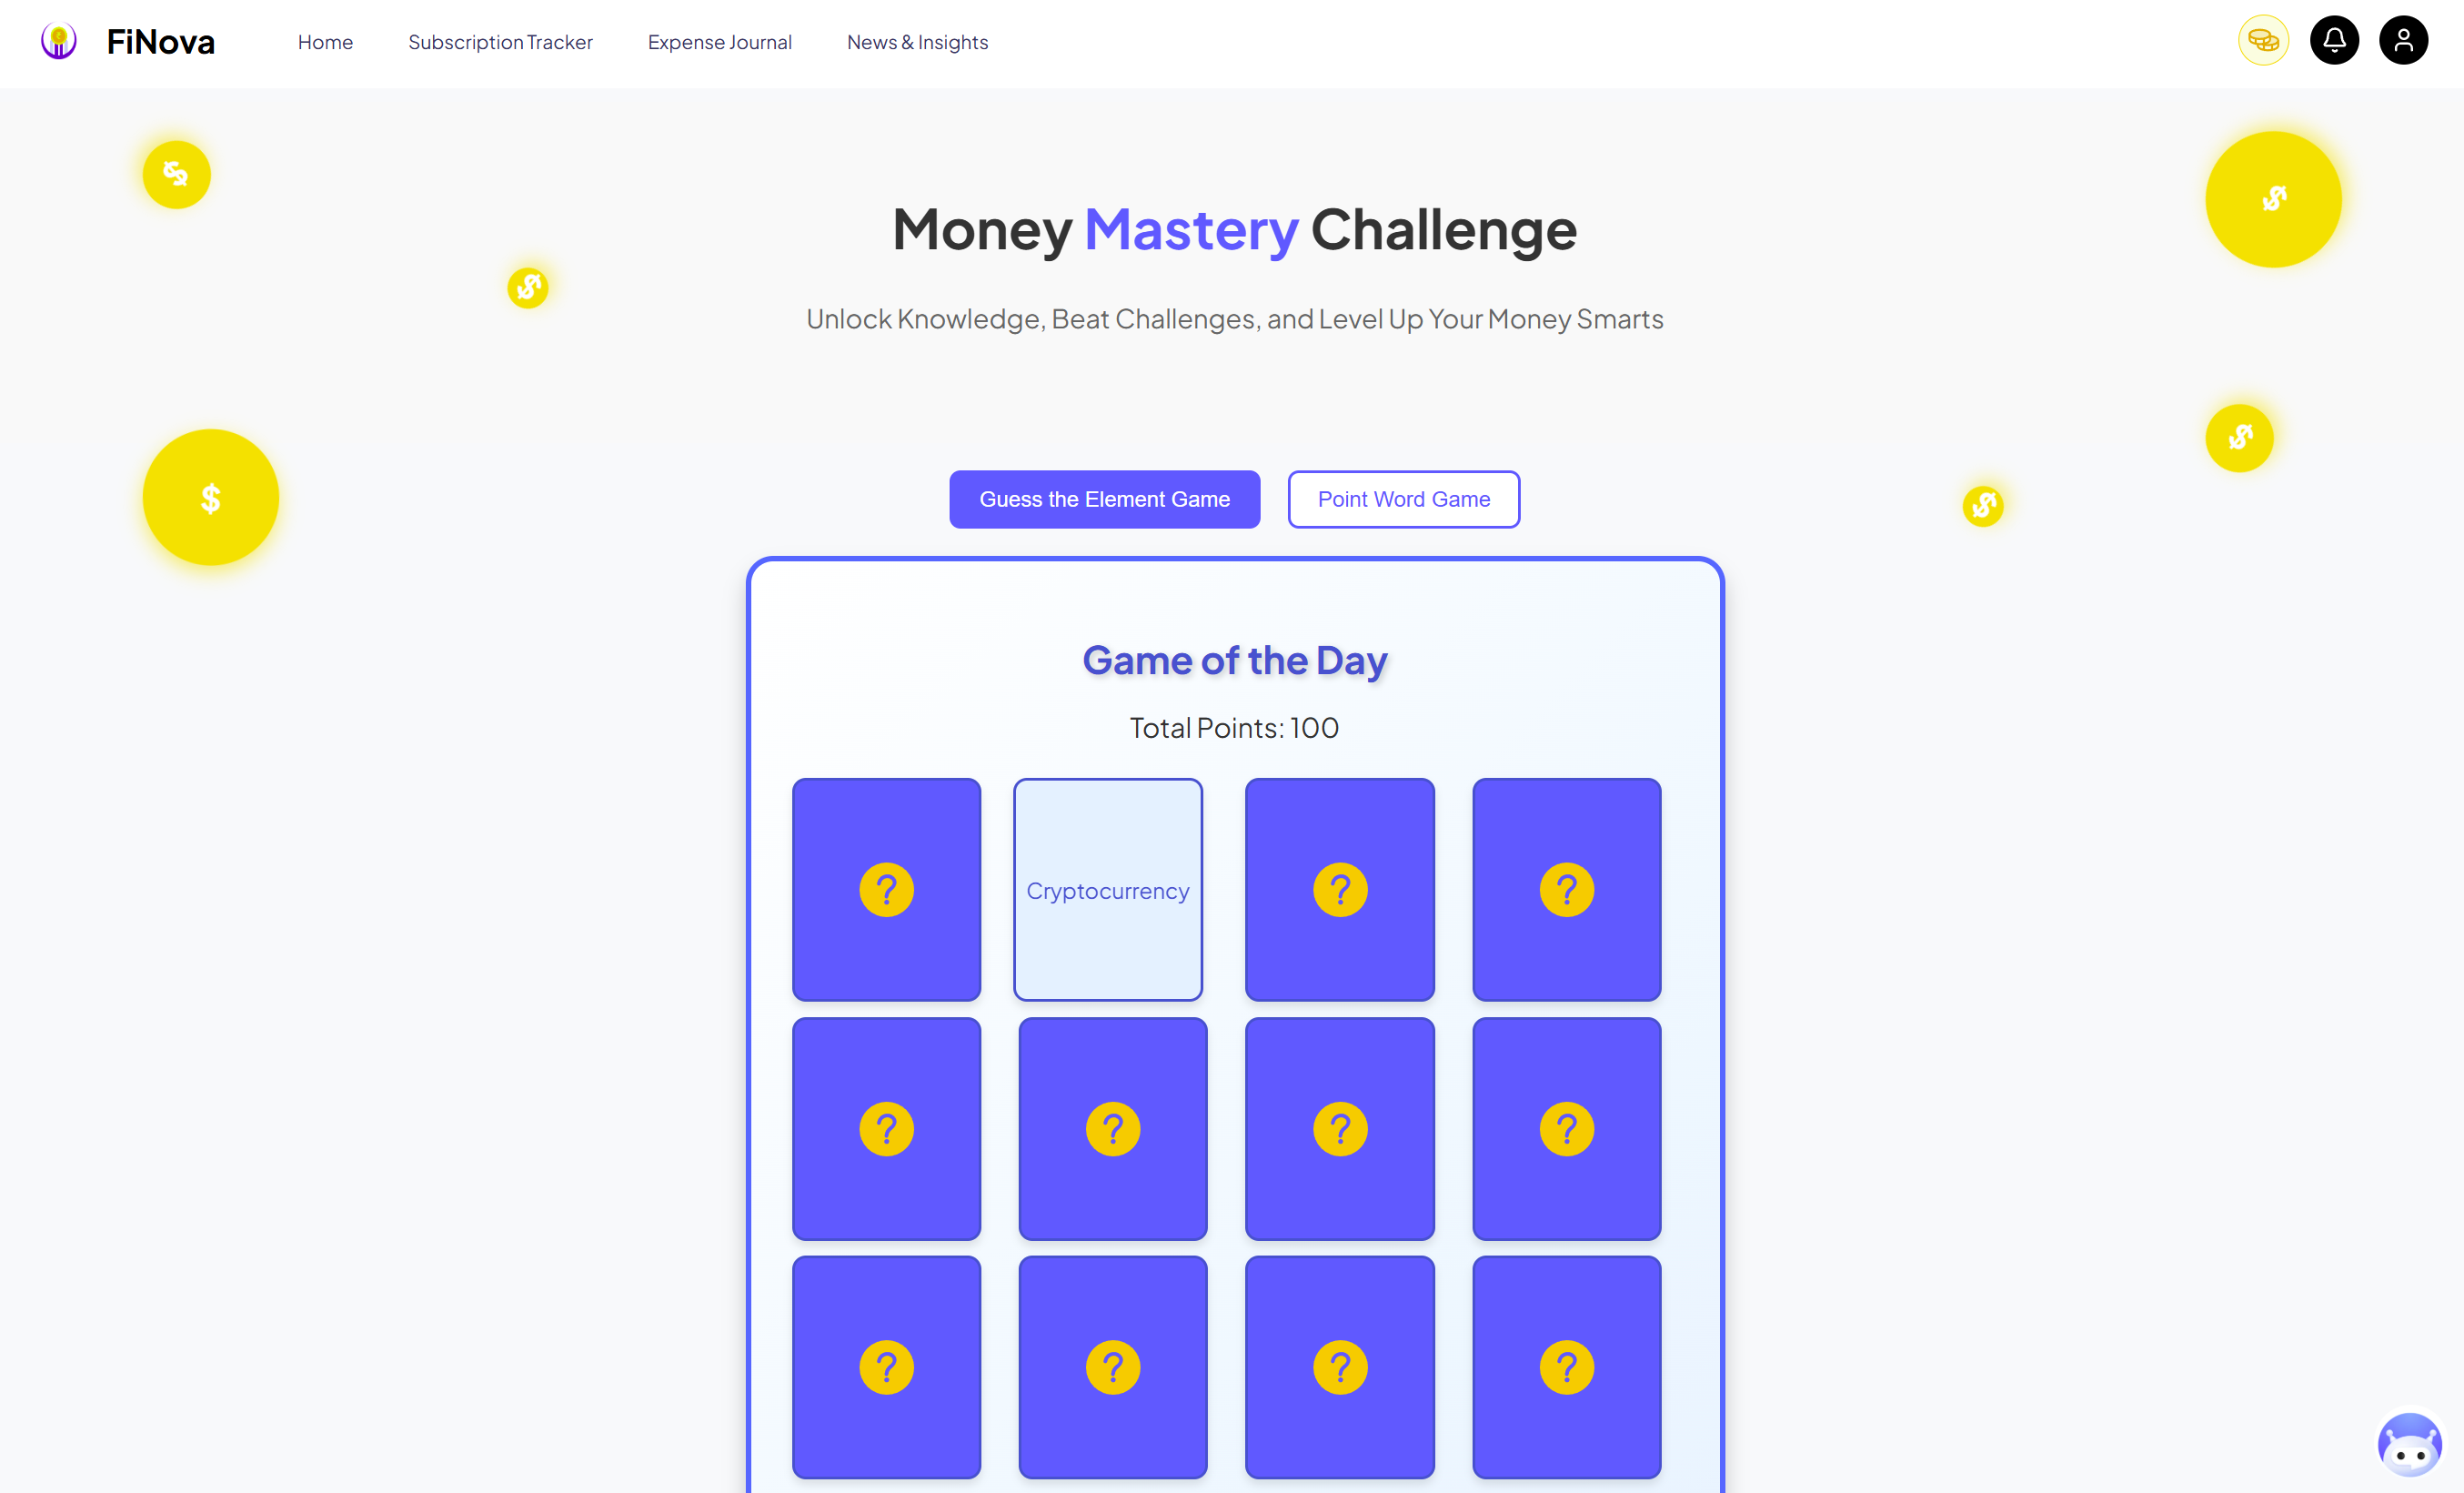 FiNova Home Subscription Tracker Expense Journal News & Insights
$ $
Money Mastery Challenge
$
Unlock Knowledge, Beat Challenges, and Level Up Your Money Smarts
$
$ Guess the Element Game Point Word Game $
Game of the Day
Total Points: 100
? Cryptocurrency ? ?
? ? ? ?
? ? ? ?